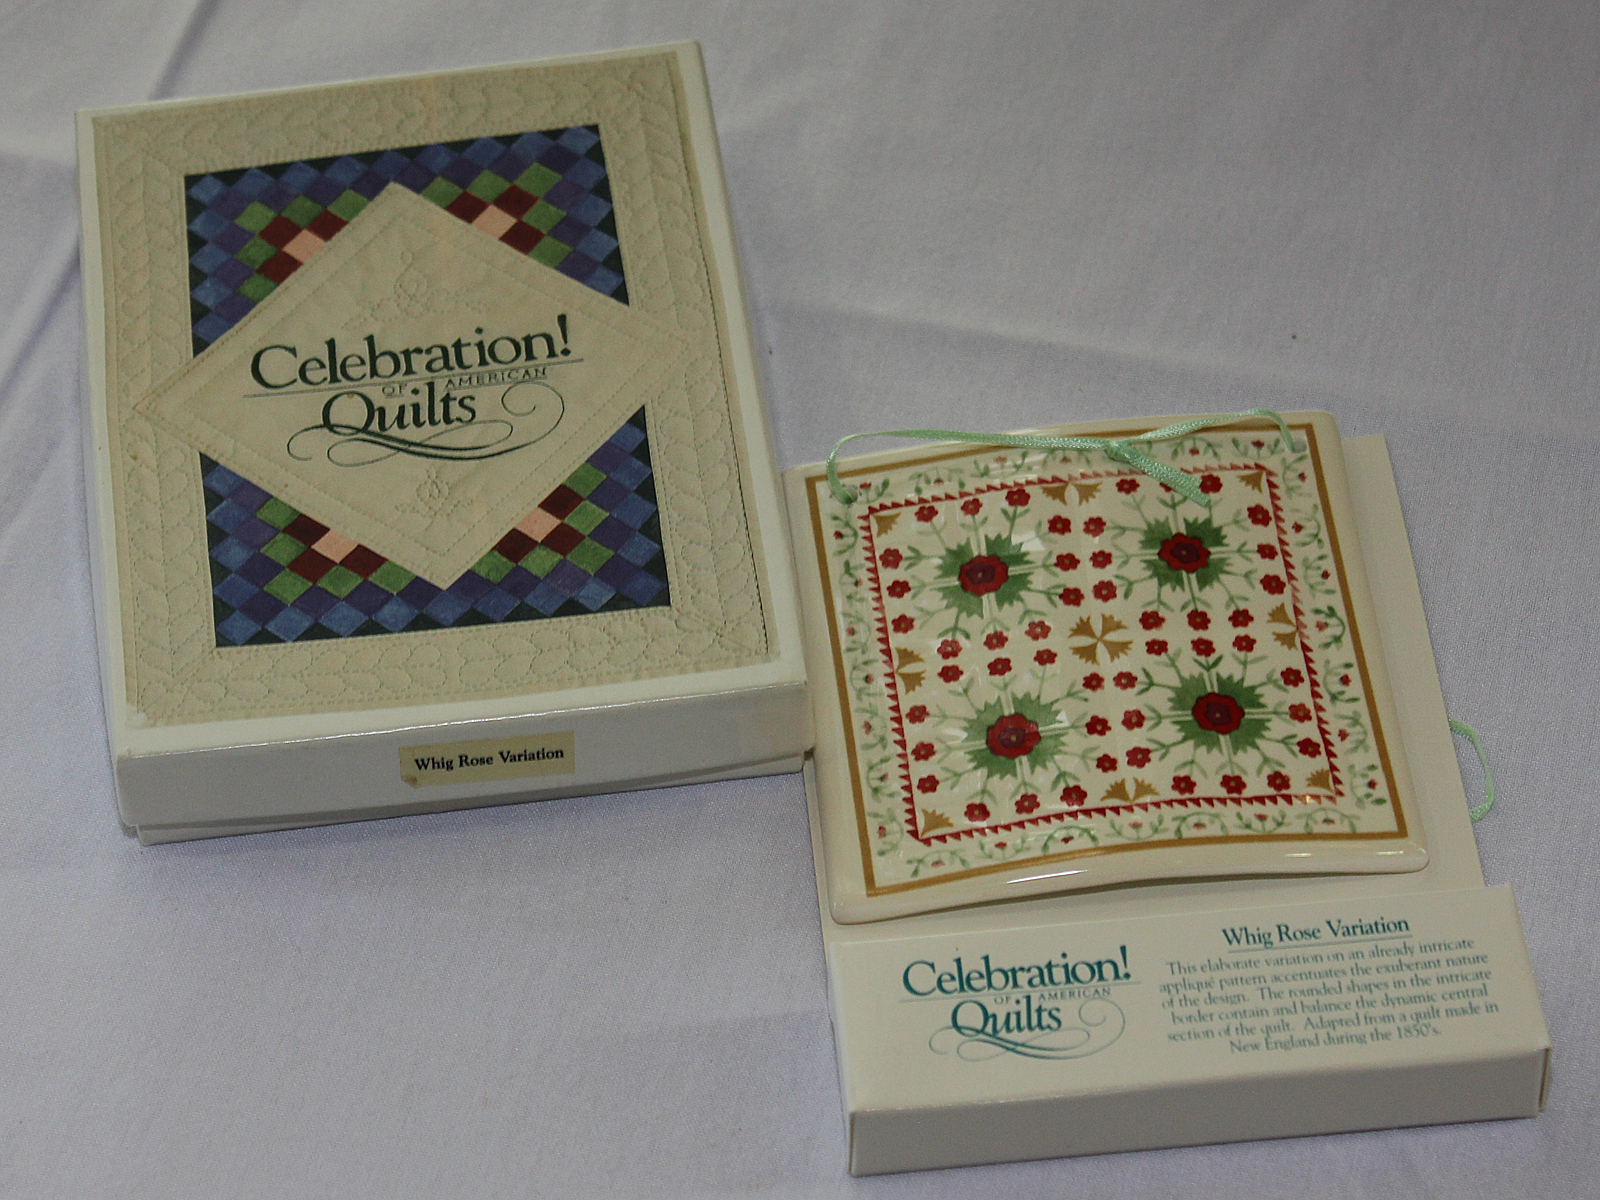 Celebration!
OF AMERICAN
Quilts
Whig Rose Variation
Celebration!
OF AMERICAN
Quilts
Whig Rose Variation
This elaborate variation on an already intricate
appliqué pattern accentuates the exuberant nature
of the design. The rounded shapes in the intricate
border contain and balance the dynamic central
section of the quilt. Adapted from a quilt made in
New England during the 1850's.